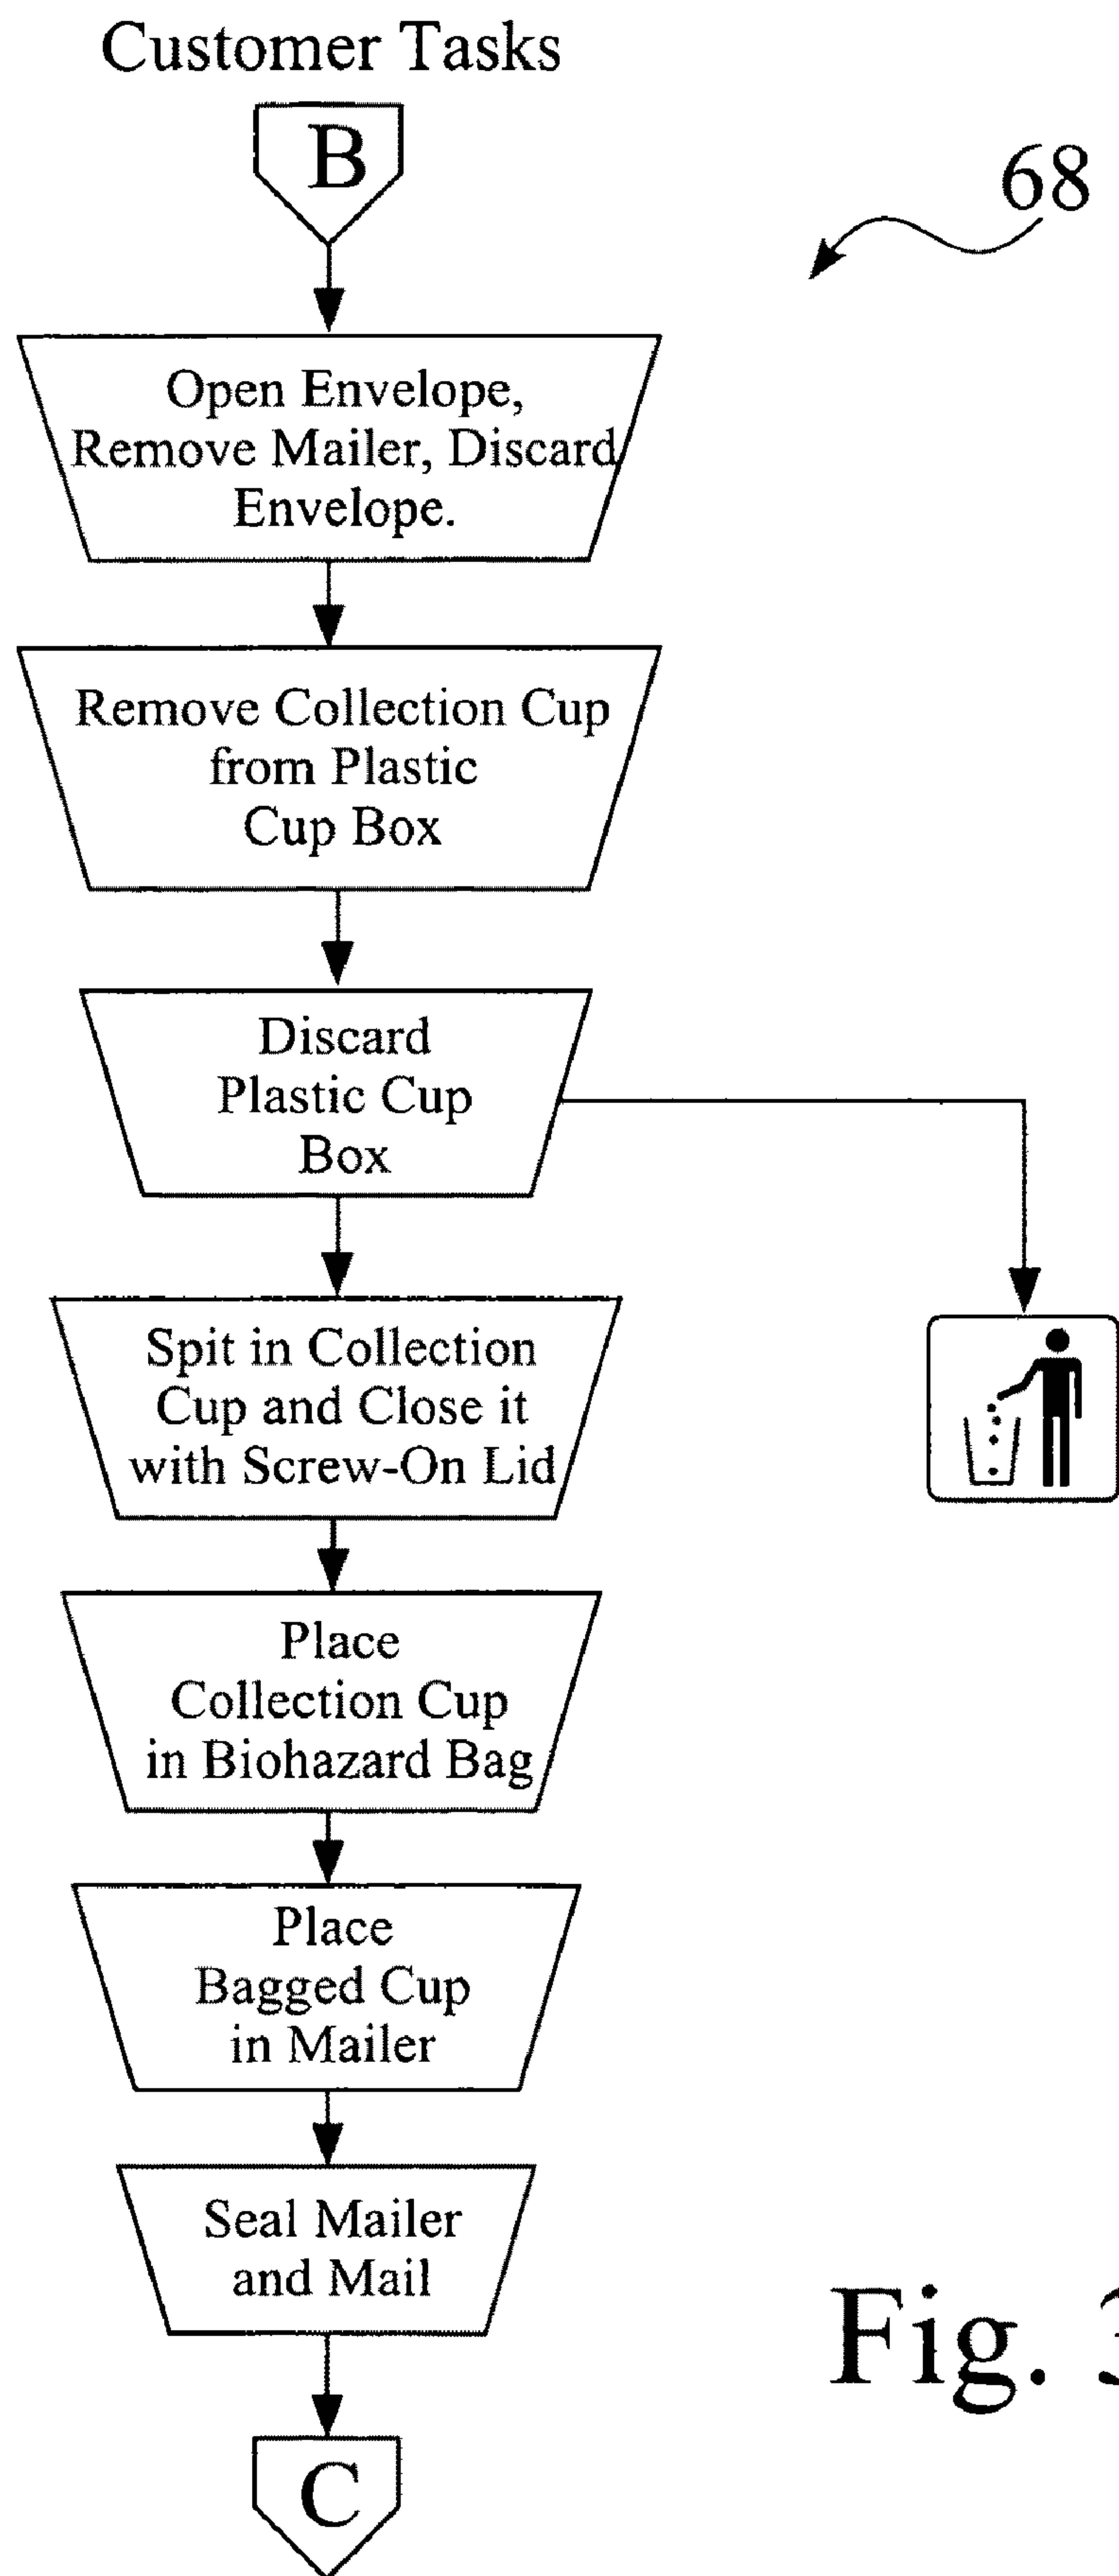 Customer Tasks
B
68
Open Envelope,
Remove Mailer, Discard
Envelope.
Remove Collection Cup
from Plastic
Cup Box
Discard
Plastic Cup
Box
Spit in Collection
Cup and Close it
with Screw-On Lid
Place
Collection Cup
in Biohazard Bag
Place
Bagged Cup
in Mailer
Seal Mailer
and Mail
Fig.
C